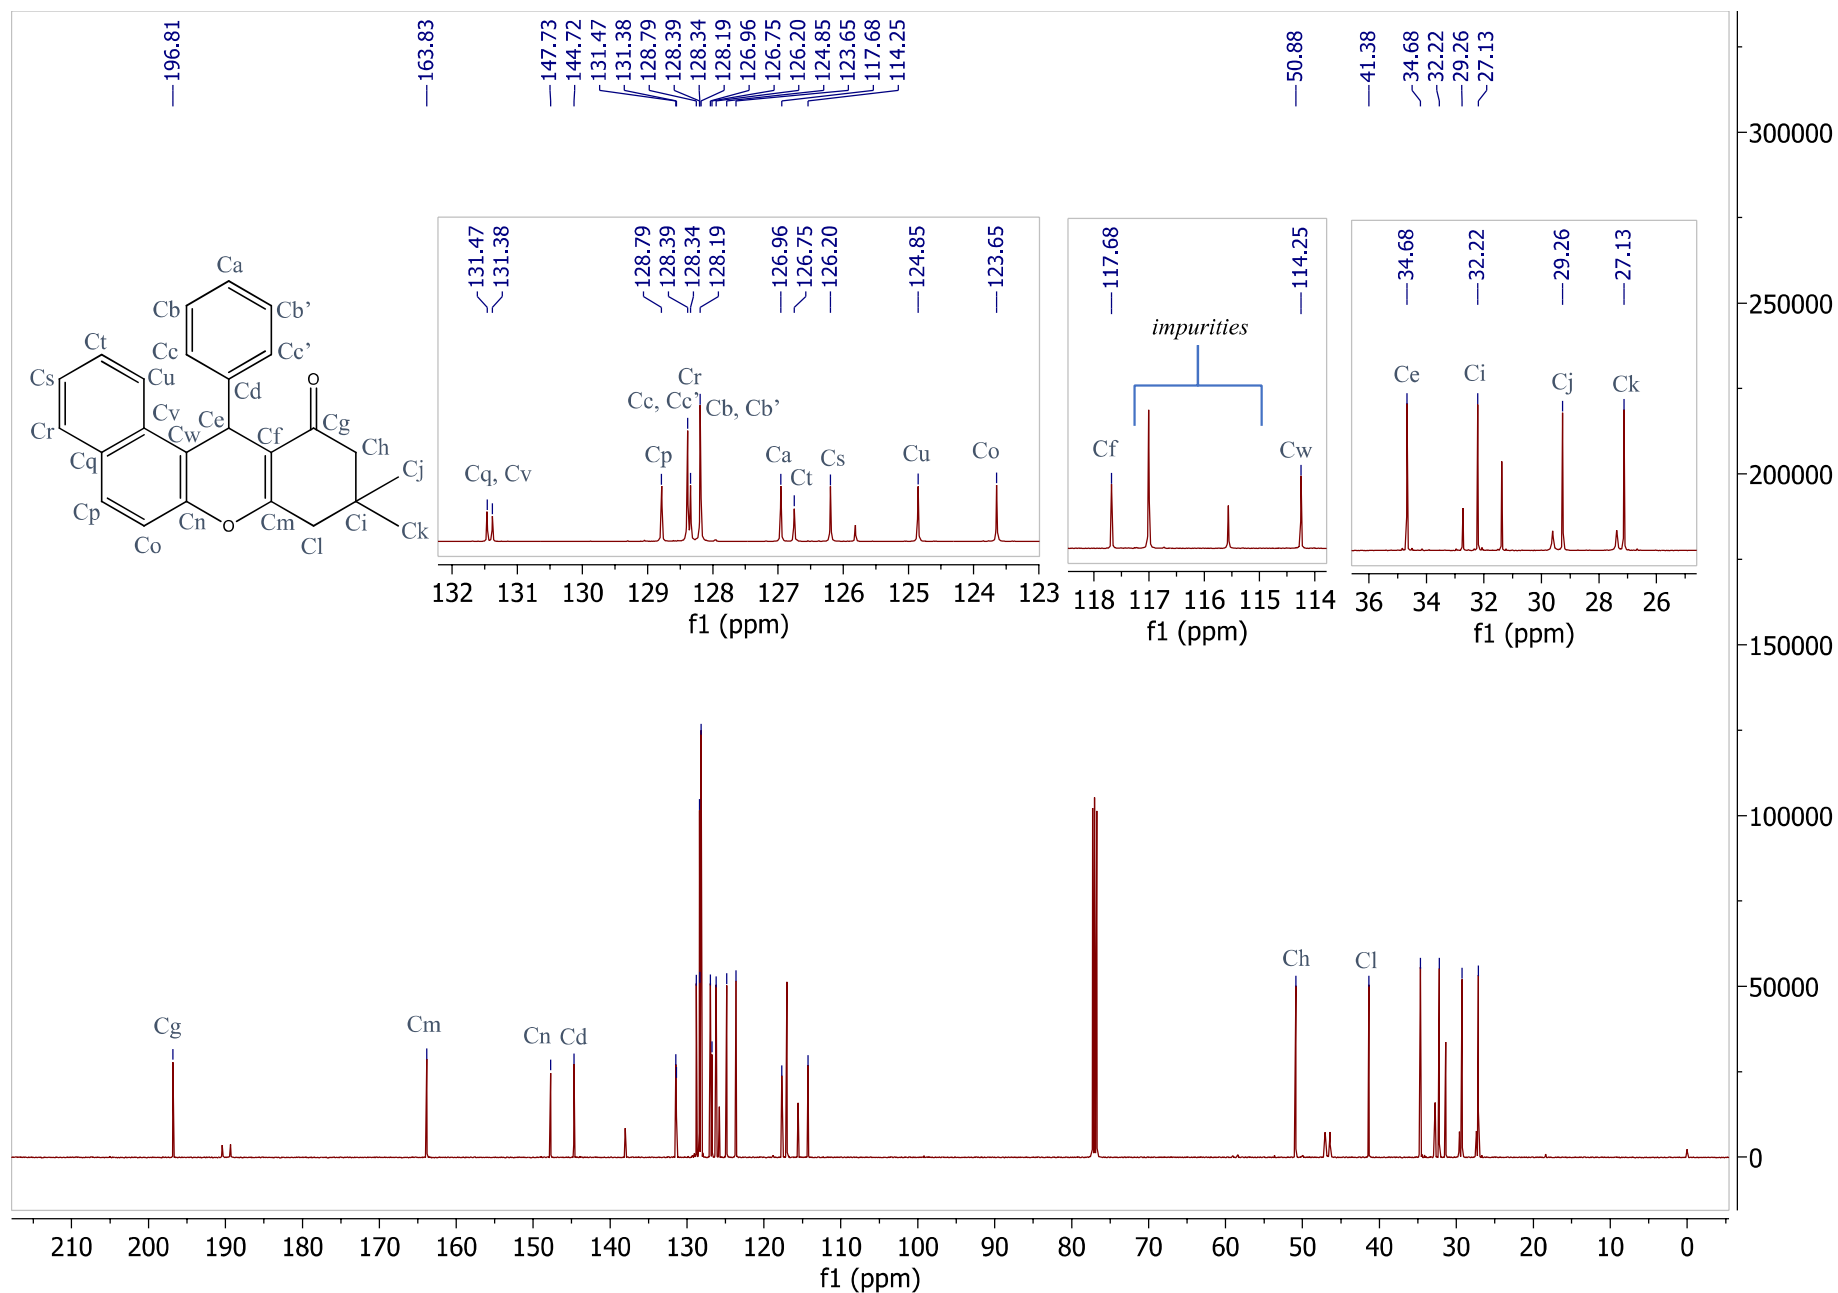 196.81
163.83
147.73
144.72
131.47
131.38
128.79
128.39
128.34
128.19
126.96
126.75
126.20
124.85
123.65
117.68
114.25
50.88
41.38
34.68
32.22
29.26
27.13
300000
250000
200000
150000
100000
50000
0
Ca
Cb Cb’
Ct Cc Cc’
Cs Cu Cd O
Cr Cv Ce Cg
Cq Cw Cf Ch
Cj
Cp Cn O Cm Ci Ck
Co Cl
131.47
131.38
128.79
128.39
128.34
128.19
126.96
126.75
126.20
124.85
123.65
Cr
Cc, Cc’ Cb, Cb’
Cq, Cv Cp Ca Ct Cs Cu Co
132 131 130 129 128 127 126 125 124 123
f1 (ppm)
117.68
114.25
impurities
Cf Cw
118 117 116 115 114
f1 (ppm)
34.68
32.22
29.26
27.13
Ce Ci Cj Ck
36 34 32 30 28 26
f1 (ppm)
Cg Cm Cn Cd Ch Cl
210 200 190 180 170 160 150 140 130 120 110 100 90 80 70 60 50 40 30 20 10 0
f1 (ppm)